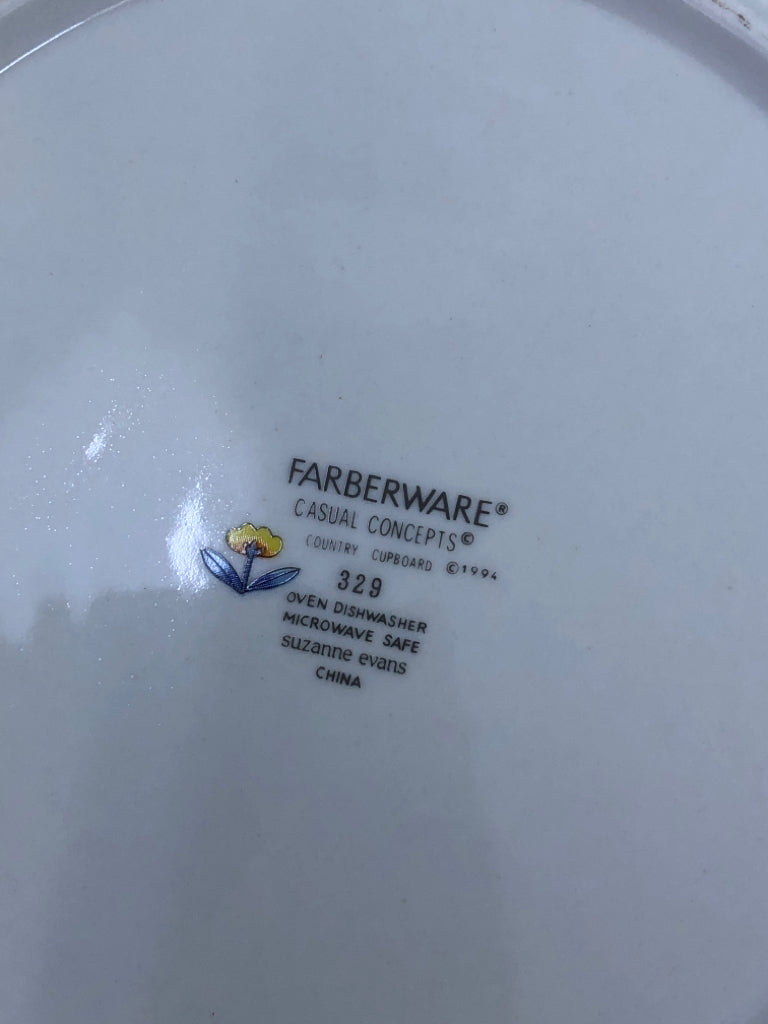 FARBERWARE®
CASUAL CONCEPTS©
COUNTRY CUPBOARD ©1994
329
OVEN DISHWASHER
MICROWAVE SAFE
suzanne evans
CHINA